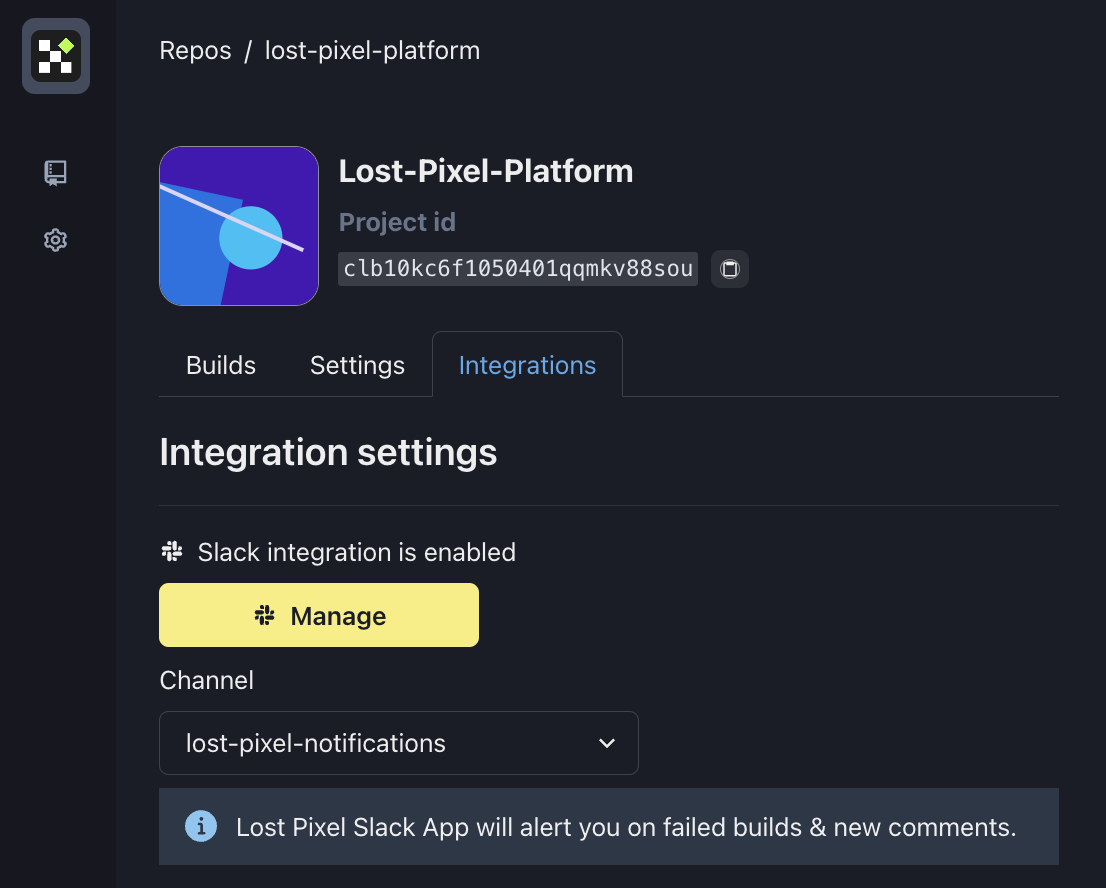 Repos / lost-pixel-platform
Lost-Pixel-Platform
Project id
clb10kc6f1050401qqmkv88sou
Builds
Settings
Integrations
Integration settings
Slack integration is enabled
Manage
Channel
lost-pixel-notifications
Lost Pixel Slack App will alert you on failed builds & new comments.